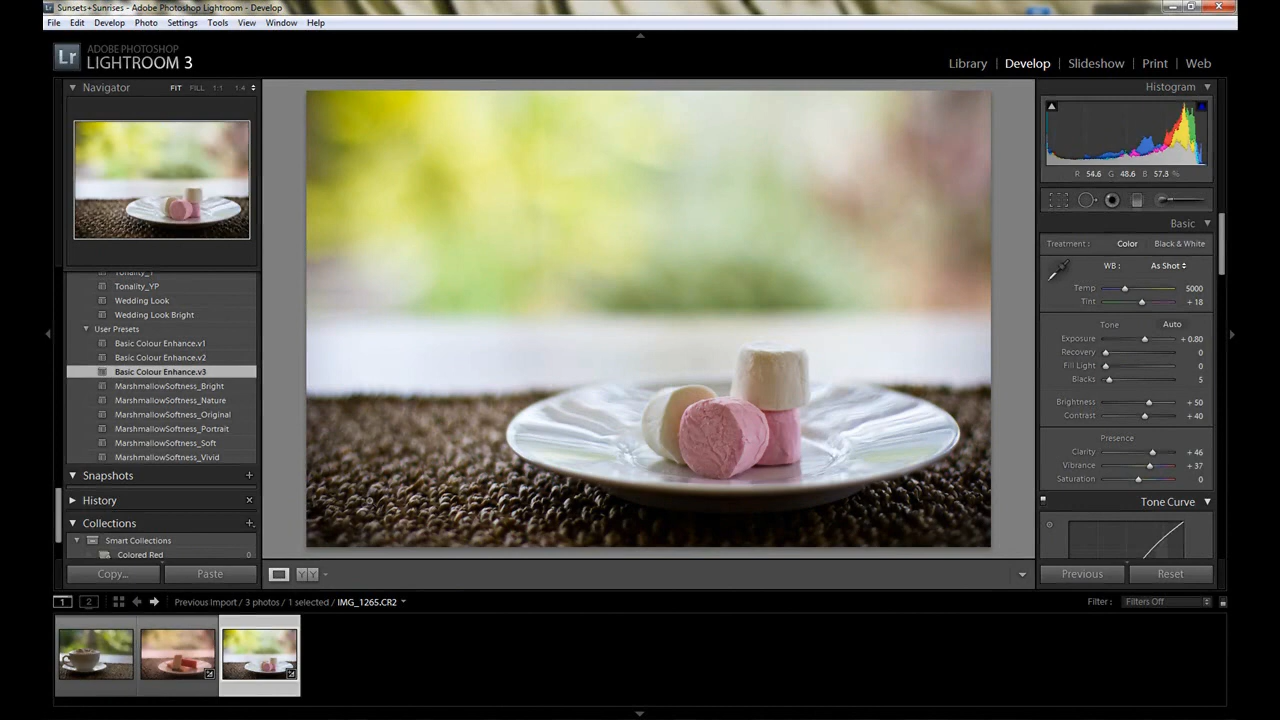 Sunsets+Sunrises - Adobe Photoshop Lightroom - Develop
File Edit Develop Photo Settings Tools View Window Help
Lr
ADOBE PHOTOSHOP
LIGHTROOM 3
Library | Develop | Slideshow | Print | Web
Navigator FIT FILL 1:1 1:4
Tonality_T
Tonality_YP
Wedding Look
Wedding Look Bright
User Presets
Basic Colour Enhance.v1
Basic Colour Enhance.v2
Basic Colour Enhance.v3
MarshmallowSoftness_Bright
MarshmallowSoftness_Nature
MarshmallowSoftness_Original
MarshmallowSoftness_Portrait
MarshmallowSoftness_Soft
MarshmallowSoftness_Vivid
Snapshots
History
Collections
Smart Collections
Colored Red 0
Copy... Paste
Histogram
R 54.6 G 48.6 B 57.3 %
Basic
Treatment : Color Black & White
WB : As Shot
Temp 5000
Tint + 18
Tone Auto
Exposure + 0.80
Recovery 0
Fill Light 0
Blacks 5
Brightness + 50
Contrast + 40
Presence
Clarity + 46
Vibrance + 37
Saturation 0
Tone Curve
Previous Reset
1 2 Previous Import / 3 photos / 1 selected / IMG_1265.CR2
Filter : Filters Off